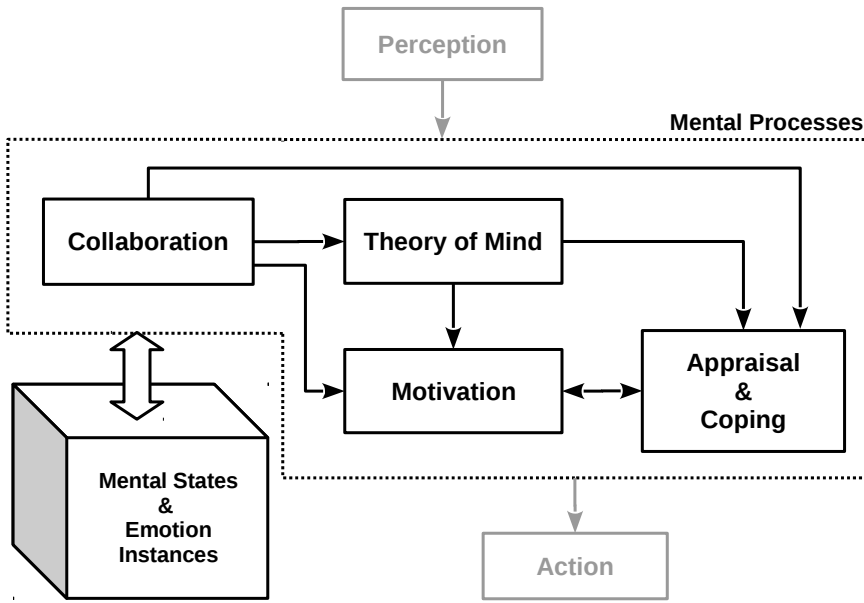 Perception
Mental Processes
Collaboration
Theory of Mind
Motivation
Appraisal
&
Coping
Mental States
&
Emotion
Instances
Action